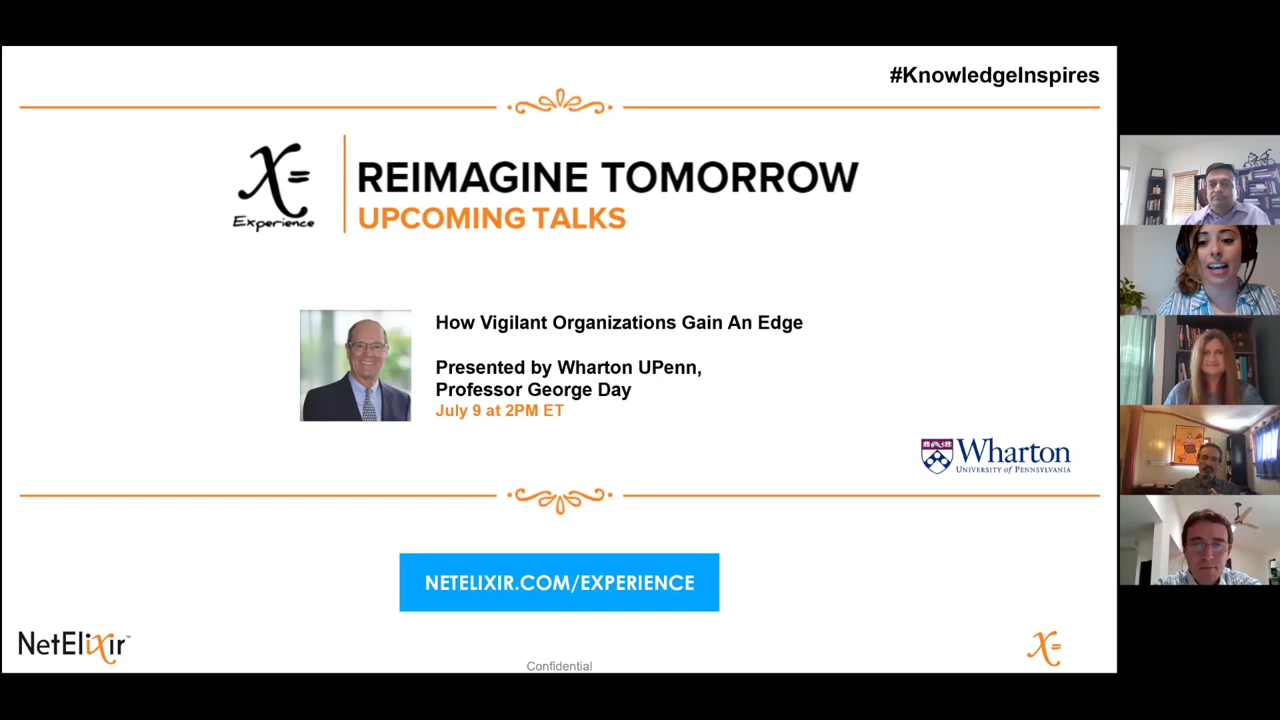 #KnowledgeInspires
X=
Experience
REIMAGINE TOMORROW
UPCOMING TALKS
How Vigilant Organizations Gain An Edge
Presented by Wharton UPenn,
Professor George Day
July 9 at 2PM ET
Wharton
UNIVERSITY OF PENNSYLVANIA
NETELIXIR.COM/EXPERIENCE
NetElixir™
X=
Confidential